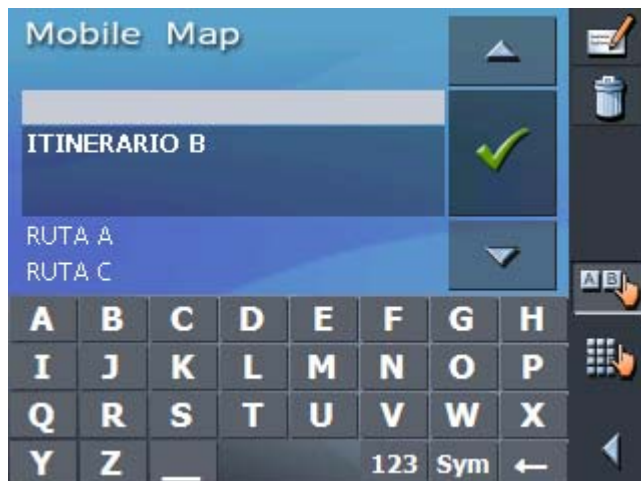 Mobile Map
ITINERARIO B
RUTA A
RUTA C
A B
A B C D E F G H
I J K L M N O P
Q R S T U V W X
Y Z _ 123 Sym ←